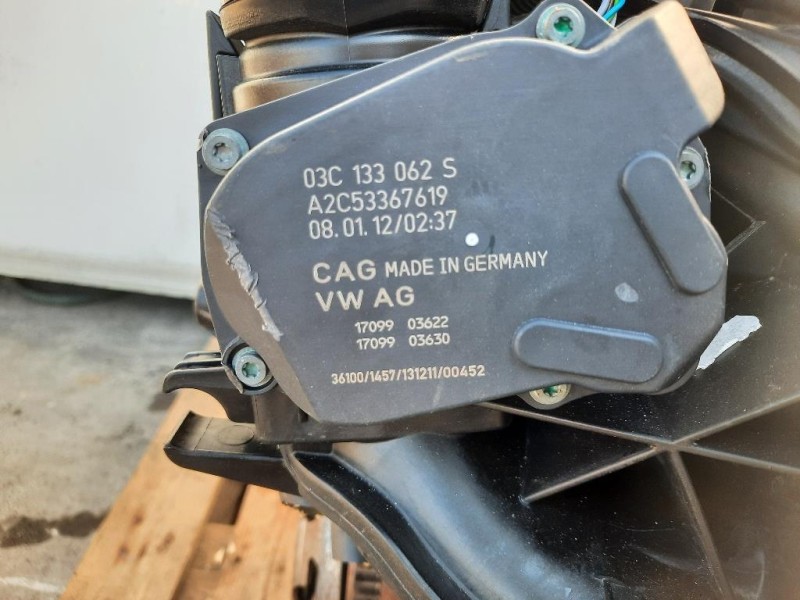 03C 133 062 S
A2C53367619
08.01.12/02:37
CAG MADE IN GERMANY
VW AG
17099 03622
17099 03630
36100/1457/131211/00452